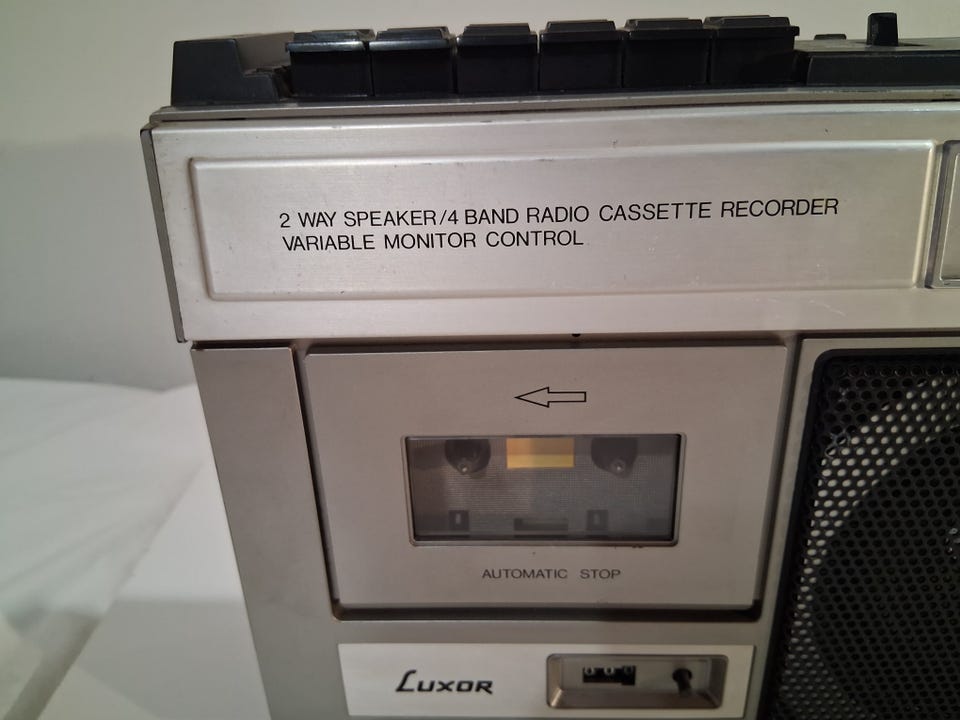 2 WAY SPEAKER/4 BAND RADIO CASSETTE RECORDER
VARIABLE MONITOR CONTROL
AUTOMATIC STOP
LUXOR